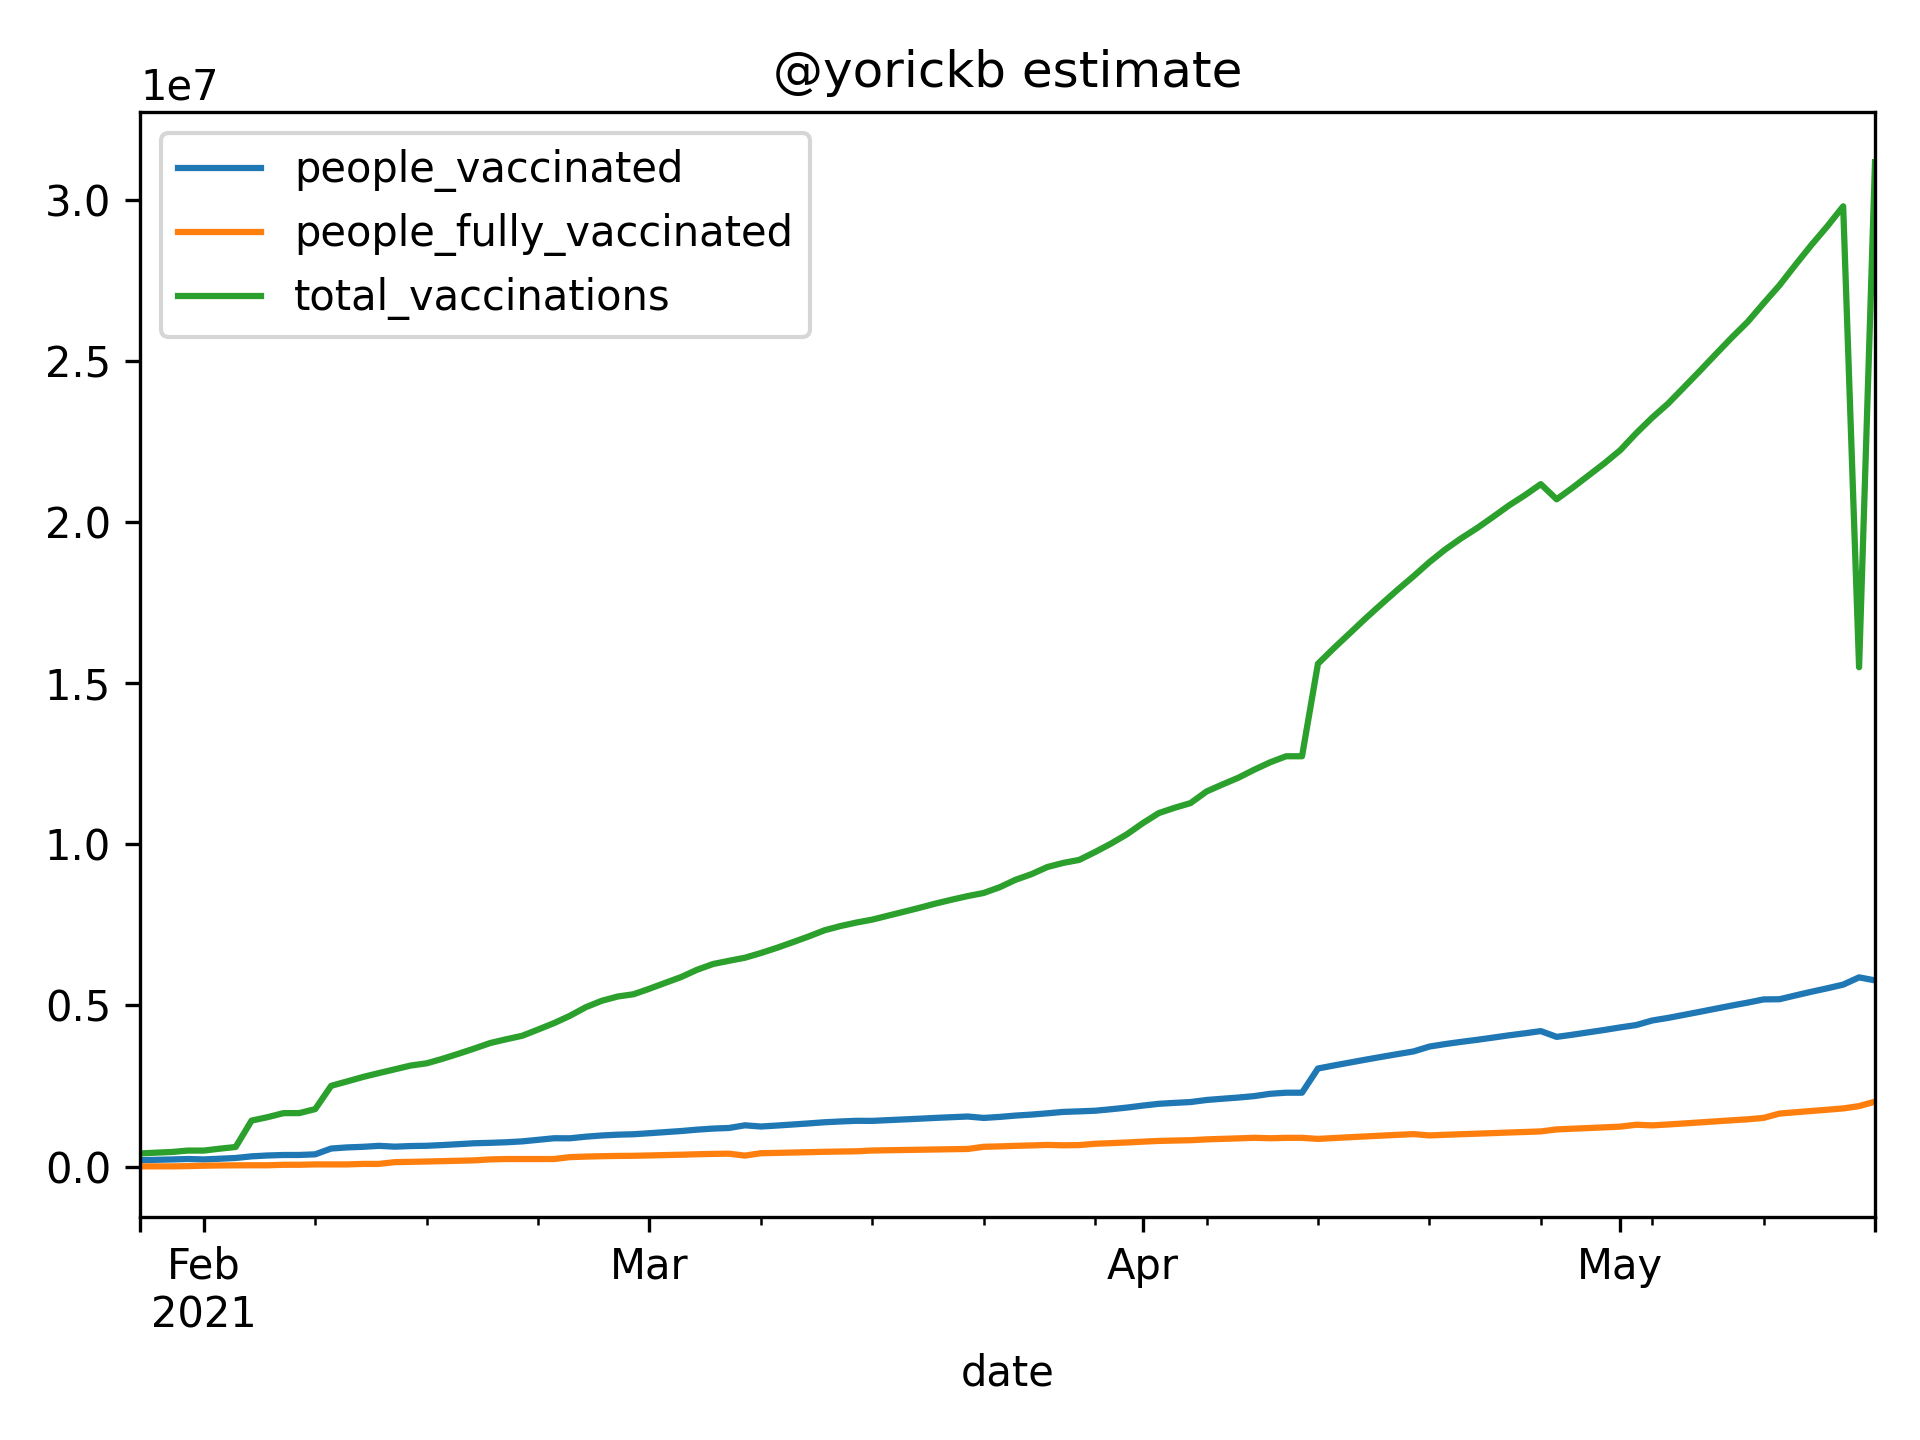 @yorickb estimate
1e7
people_vaccinated
people_fully_vaccinated
total_vaccinations
3.0
2.5
2.0
1.5
1.0
0.5
0.0
Feb
2021
Mar
Apr
May
date